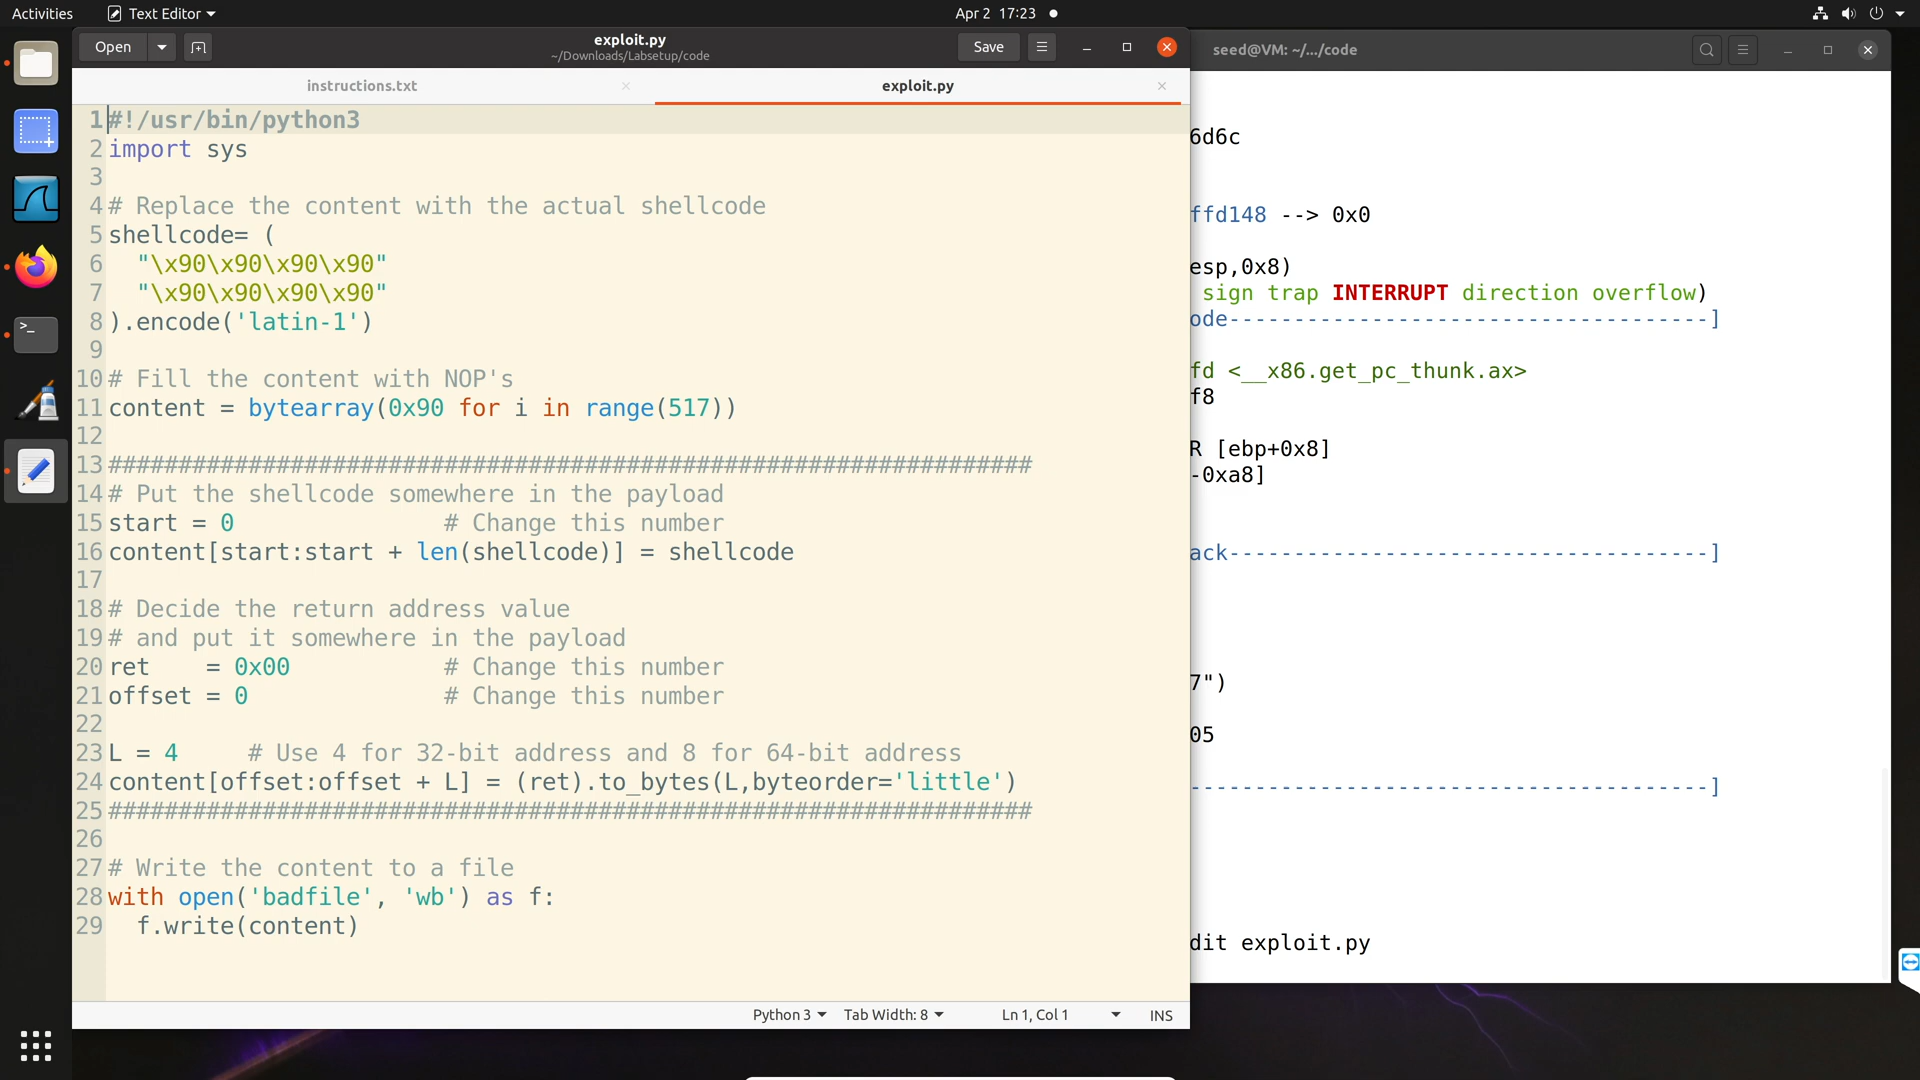 Activities
Text Editor
Apr 2 17:23
Open
exploit.py
~/Downloads/Labsetup/code
Save
seed@VM: ~/.../code
instructions.txt
exploit.py
1 #!/usr/bin/python3
2 import sys
3
4 # Replace the content with the actual shellcode
5 shellcode= (
6   "\x90\x90\x90\x90"
7   "\x90\x90\x90\x90"
8 ).encode('latin-1')
9
10 # Fill the content with NOP's
11 content = bytearray(0x90 for i in range(517))
12
13 ##################################################################
14 # Put the shellcode somewhere in the payload
15 start = 0               # Change this number
16 content[start:start + len(shellcode)] = shellcode
17
18 # Decide the return address value
19 # and put it somewhere in the payload
20 ret    = 0x00           # Change this number
21 offset = 0              # Change this number
22
23 L = 4     # Use 4 for 32-bit address and 8 for 64-bit address
24 content[offset:offset + L] = (ret).to_bytes(L,byteorder='little')
25 ##################################################################
26
27 # Write the content to a file
28 with open('badfile', 'wb') as f:
29   f.write(content)
Python 3
Tab Width: 8
Ln 1, Col 1
INS
6d6c
ffd148 --> 0x0
esp,0x8)
sign trap INTERRUPT direction overflow)
ode-------------------------------------]
fd <__x86.get_pc_thunk.ax>
f8
R [ebp+0x8]
-0xa8]
ack-------------------------------------]
7")
05
----------------------------------------]
dit exploit.py